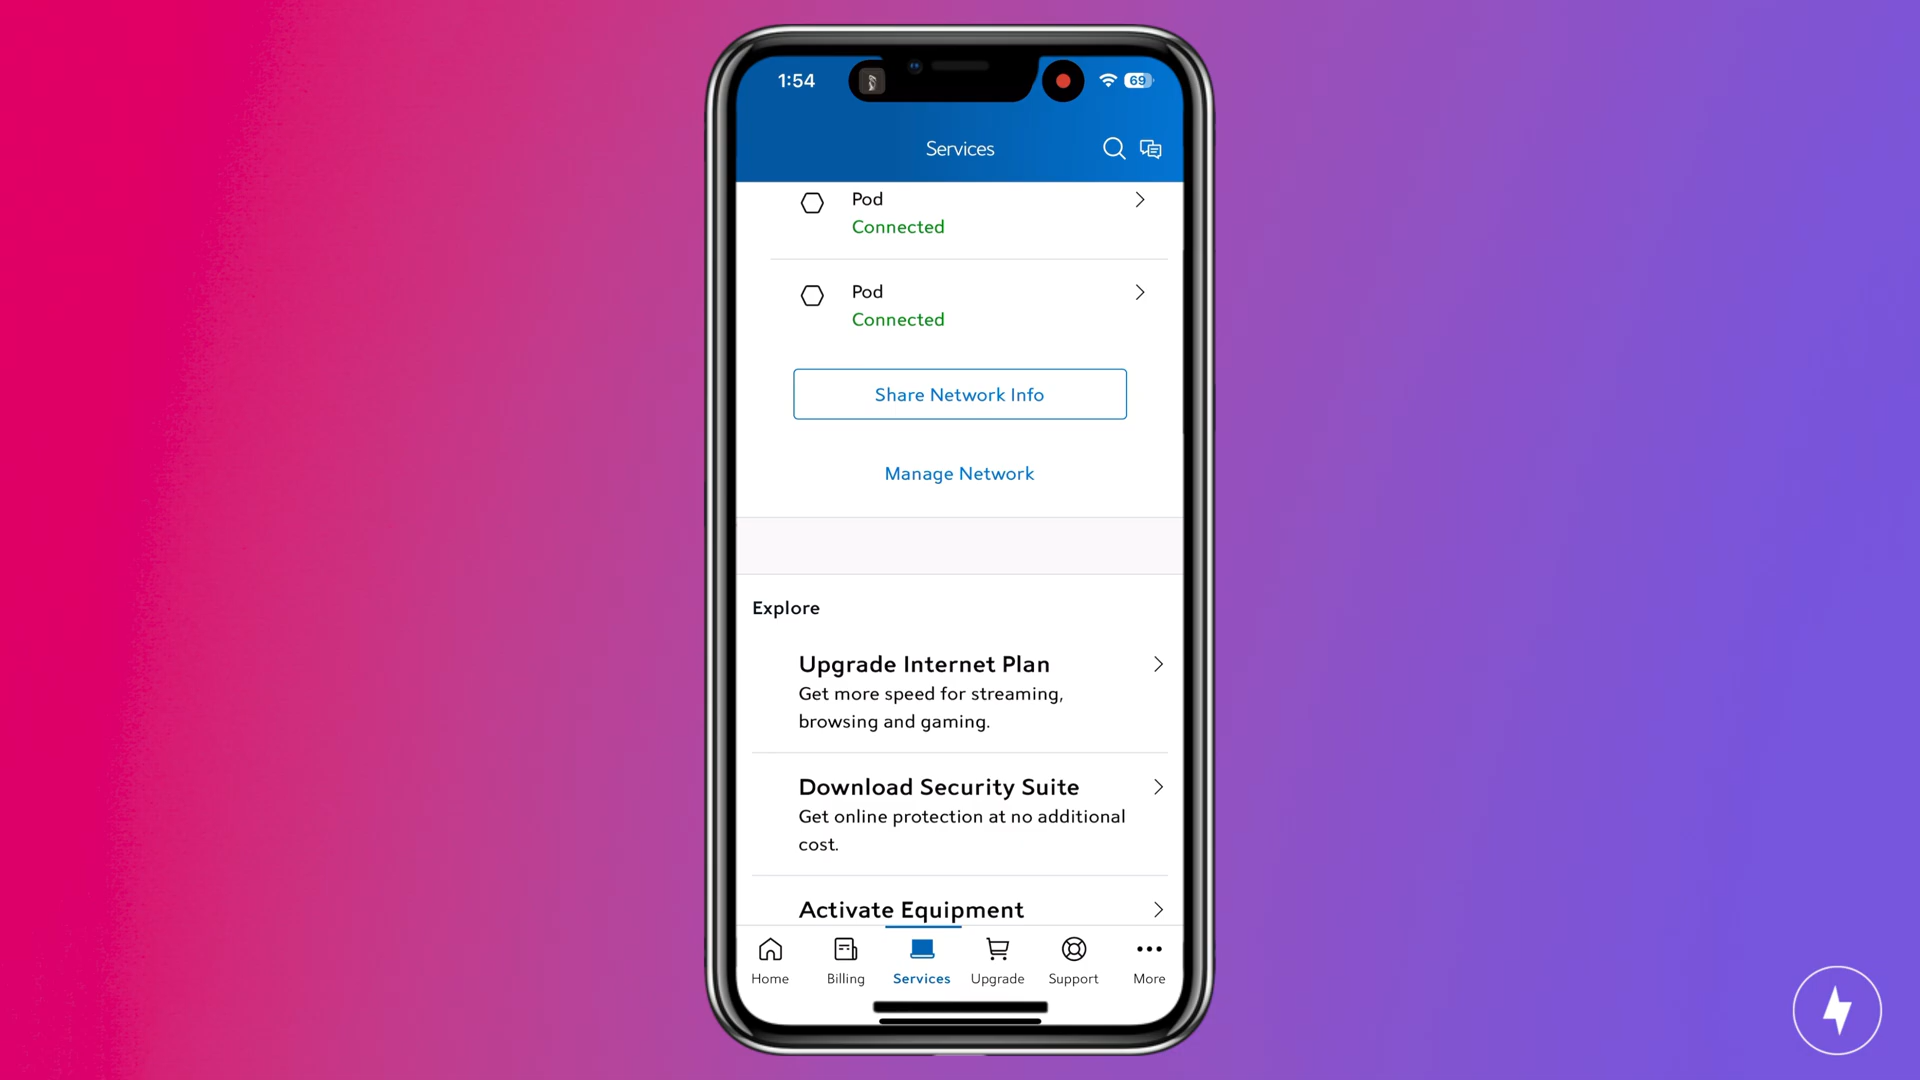 1:54
69
Services
Pod
Connected
Pod
Connected
Share Network Info
Manage Network
Explore
Upgrade Internet Plan
Get more speed for streaming,
browsing and gaming.
Download Security Suite
Get online protection at no additional
cost.
Activate Equipment
Home
Billing
Services
Upgrade
Support
More